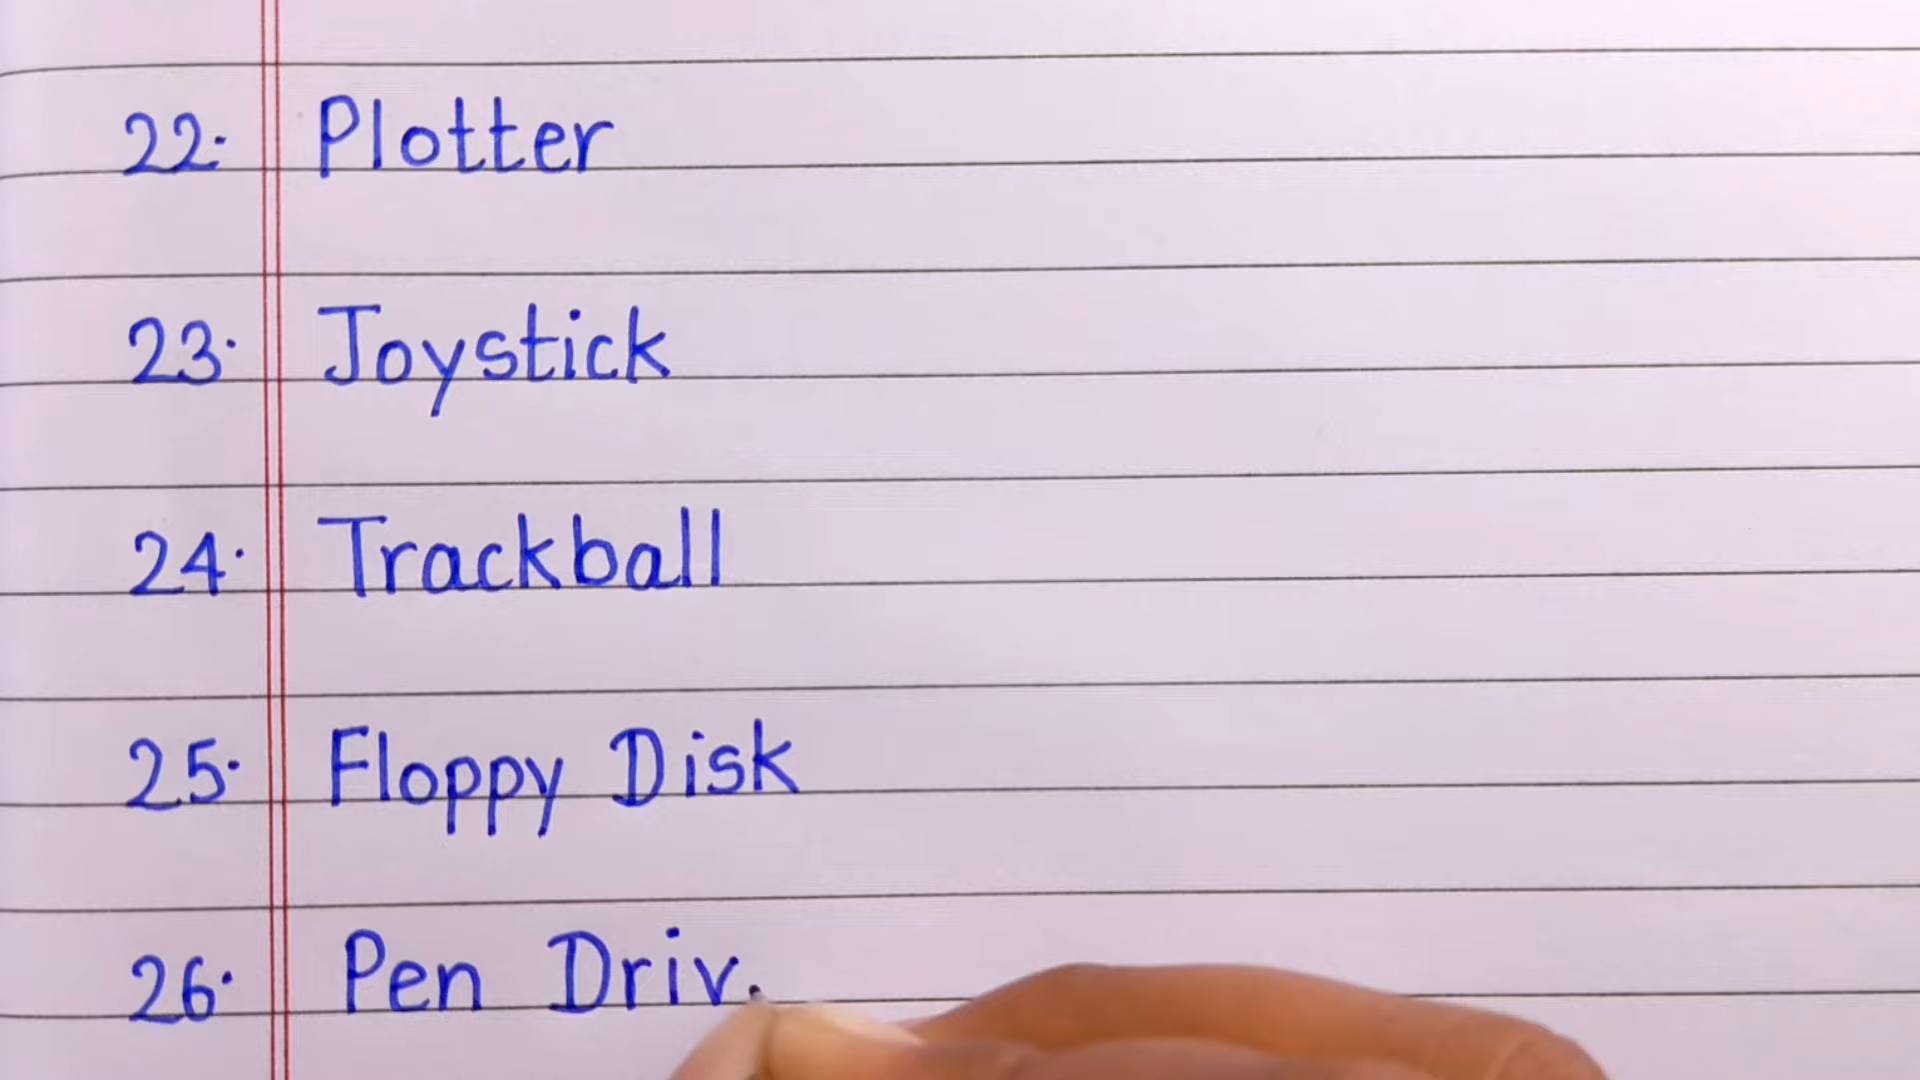 22. Plotter
23. Joystick
24. Trackball
25. Floppy Disk
26. Pen Driv